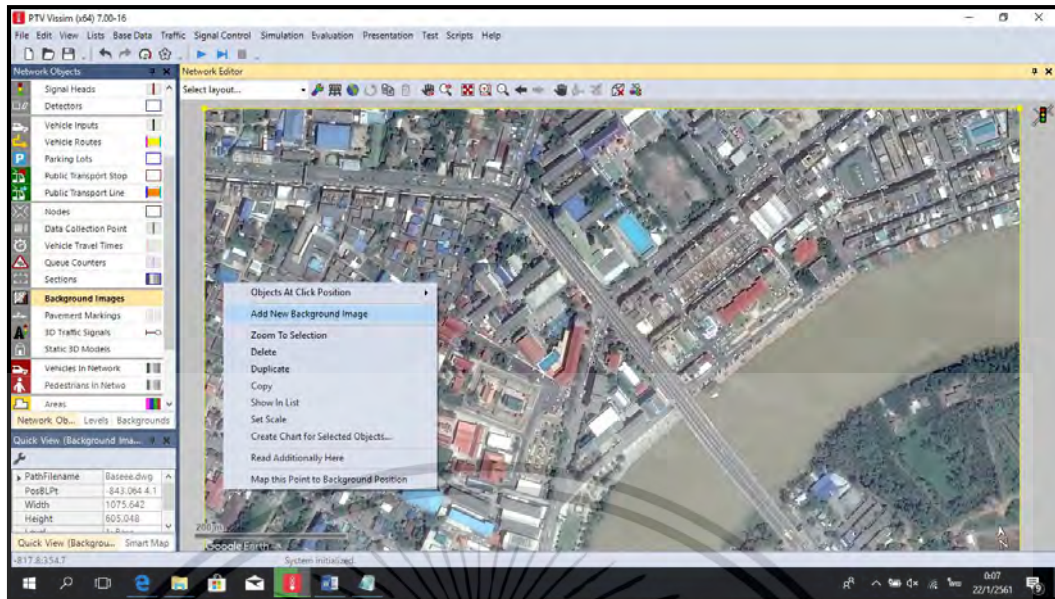 PTV Vissim (x64) 7.00-16
File Edit View Lists Base Data Traffic Signal Control Simulation Evaluation Presentation Test Scripts Help
Network Objects
Network Editor
Select layout...
Signal Heads
Detectors
Vehicle Inputs
Vehicle Routes
Parking Lots
Public Transport Stop
Public Transport Line
Nodes
Data Collection Point
Vehicle Travel Times
Queue Counters
Sections
Background Images
Pavement Markings
3D Traffic Signals
Static 3D Models
Vehicles In Network
Pedestrians In Netwo
Areas
Network Ob... Levels Backgrounds
Objects At Click Position
Add New Background Image
Zoom To Selection
Delete
Duplicate
Copy
Show In List
Set Scale
Create Chart for Selected Objects...
Read Additionally Here
Map this Point to Background Position
Quick View (Background Ima...
PathFilename Baseee.dwg
PosBLPt -843.064 4.1
Width 1075.642
Height 605.048
Quick View (Backgrou... Smart Map
200 m
Google Earth
-817.8:354.7
System initialized.
0:07
22/1/2561